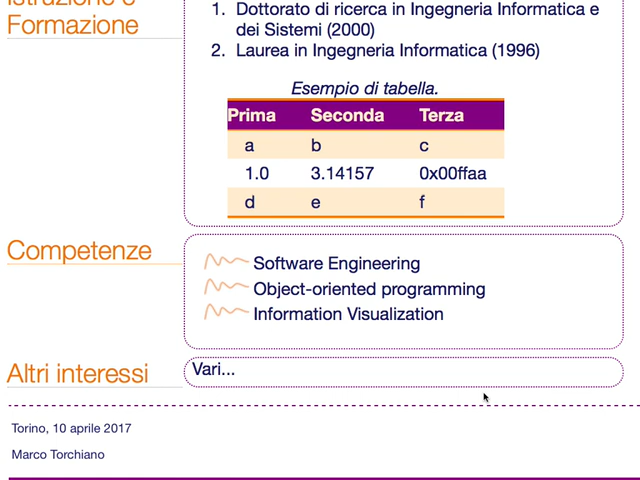 Istruzione e
Formazione
1. Dottorato di ricerca in Ingegneria Informatica e
dei Sistemi (2000)
2. Laurea in Ingegneria Informatica (1996)
Esempio di tabella.
Prima Seconda Terza
a b c
1.0 3.14157 0x00ffaa
d e f
Competenze
Software Engineering
Object-oriented programming
Information Visualization
Altri interessi
Vari...
Torino, 10 aprile 2017
Marco Torchiano